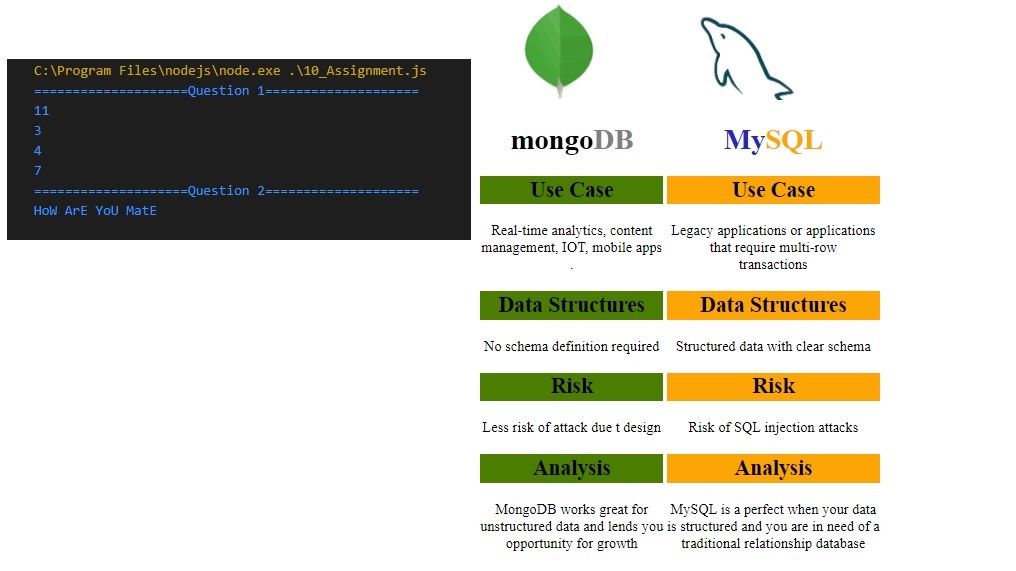 C:\Program Files\nodejs\node.exe .\10_Assignment.js
====================Question 1====================
11
3
4
7
====================Question 2====================
HoW ArE YoU MatE
mongoDB
Use Case
Real-time analytics, content
management, IOT, mobile apps
.
Data Structures
No schema definition required
Risk
Less risk of attack due t design
Analysis
MongoDB works great for
unstructured data and lends you
opportunity for growth
MySQL
Use Case
Legacy applications or applications
that require multi-row
transactions
Data Structures
Structured data with clear schema
Risk
Risk of SQL injection attacks
Analysis
MySQL is a perfect when your data
is structured and you are in need of a
traditional relationship database